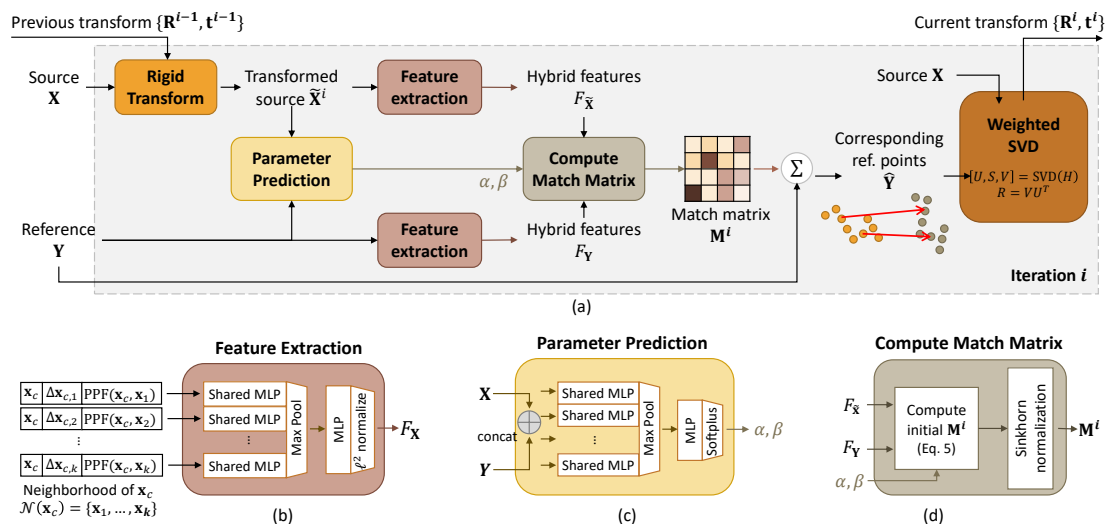 Previous transform {R^{i−1}, t^{i−1}}
Current transform {R^i, t^i}
Source
X
Rigid
Transform
Transformed
source X̃^i
Feature
extraction
Hybrid features
F_X̃
Source X
Weighted
SVD
[U, S, V] = SVD(H)
R = VU^T
Parameter
Prediction
α, β
Compute
Match Matrix
Match matrix
M^i
Σ
Corresponding
ref. points
Ŷ
Reference
Y
Feature
extraction
Hybrid features
F_Y
Iteration i
(a)
Feature Extraction
x_c Δx_{c,1} PPF(x_c, x_1)
x_c Δx_{c,2} PPF(x_c, x_2)
⋮
x_c Δx_{c,k} PPF(x_c, x_k)
Neighborhood of x_c
𝒩(x_c) = {x_1, … , x_k}
Shared MLP
Shared MLP
⋮
Shared MLP
Max Pool
MLP
ℓ² normalize
F_X
(b)
Parameter Prediction
X
concat
Y
Shared MLP
Shared MLP
⋮
Shared MLP
Max Pool
MLP
Softplus
α, β
(c)
Compute Match Matrix
F_X̃
F_Y
α, β
Compute
initial M^i
(Eq. 5)
Sinkhorn
normalization
M^i
(d)